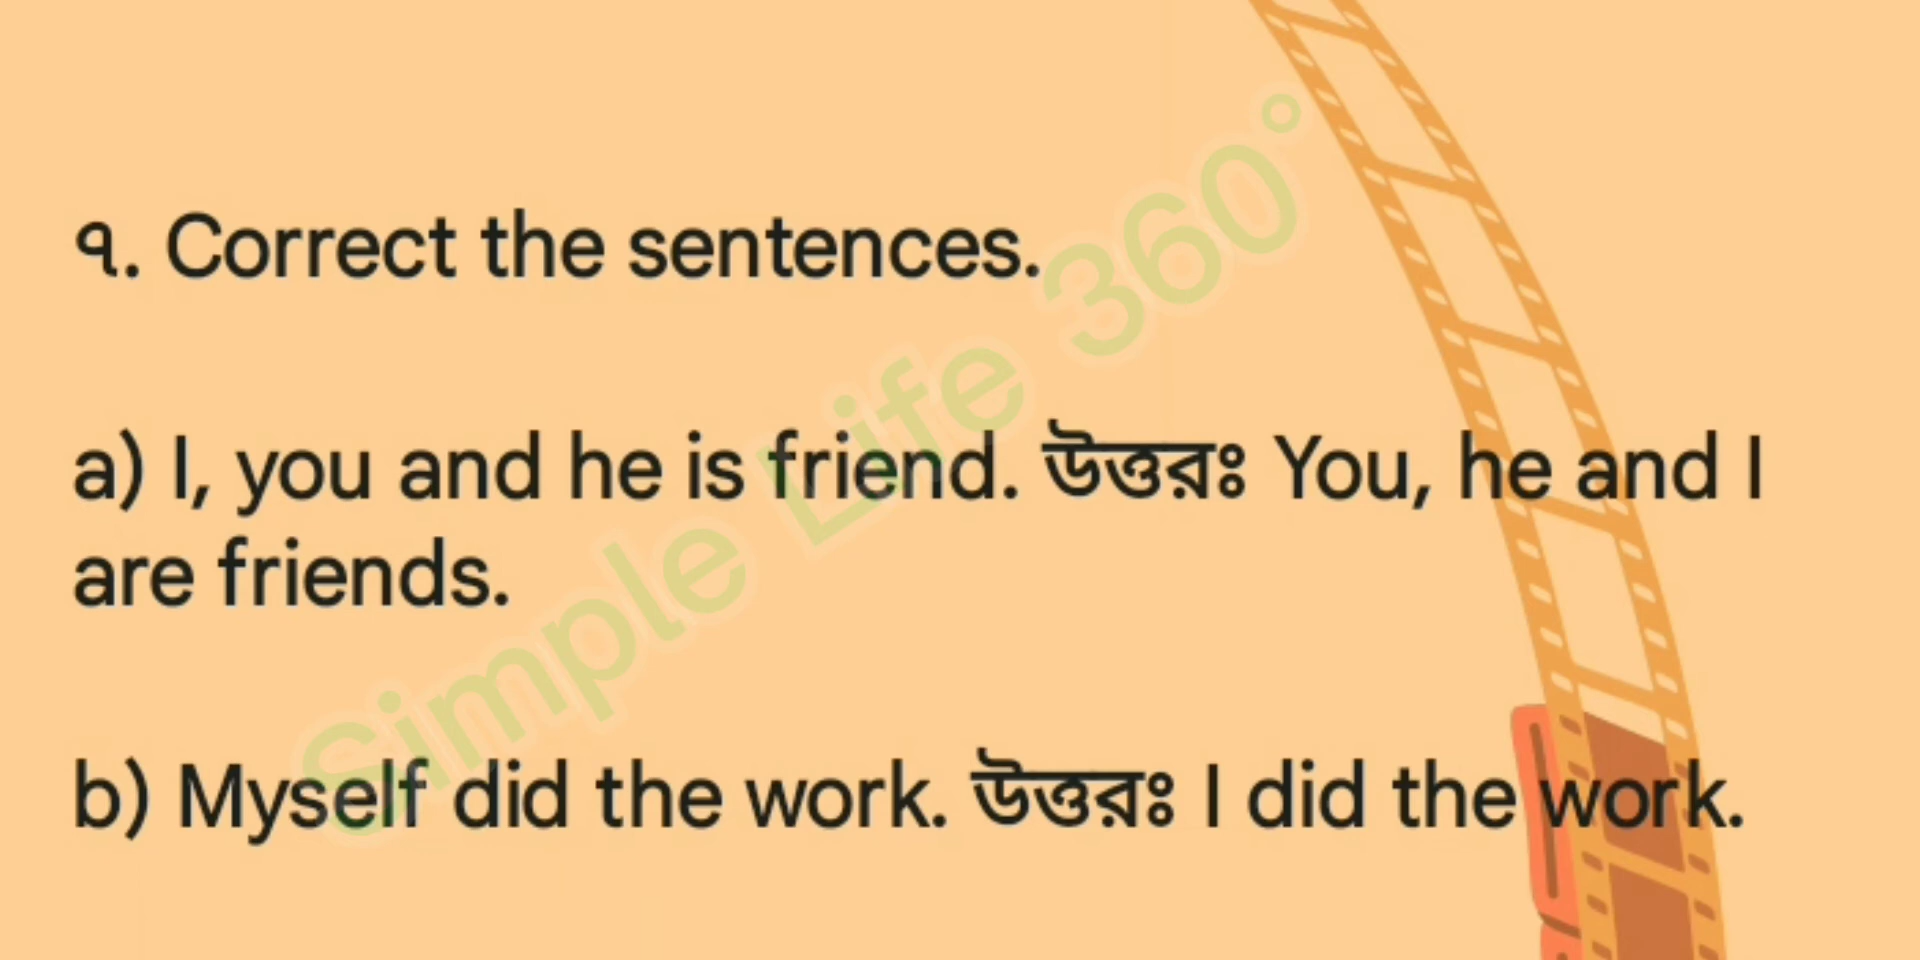 ৭. Correct the sentences.
a) I, you and he is friend. উত্তরঃ You, he and I
are friends.
b) Myself did the work. উত্তরঃ I did the work.
Simple Life 360°